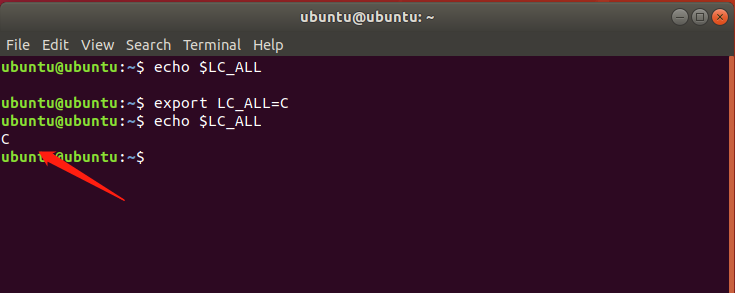 ubuntu@ubuntu: ~
File Edit View Search Terminal Help
ubuntu@ubuntu:~$ echo $LC_ALL
ubuntu@ubuntu:~$ export LC_ALL=C
ubuntu@ubuntu:~$ echo $LC_ALL
C
ubuntu@ubuntu:~$